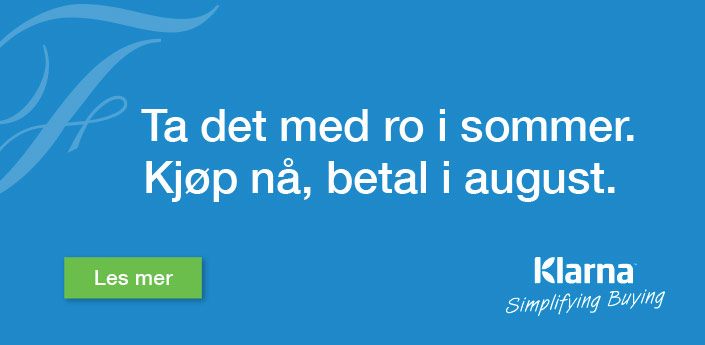 Ta det med ro i sommer.
Kjøp nå, betal i august.
Les mer
Klarna
Simplifying Buying